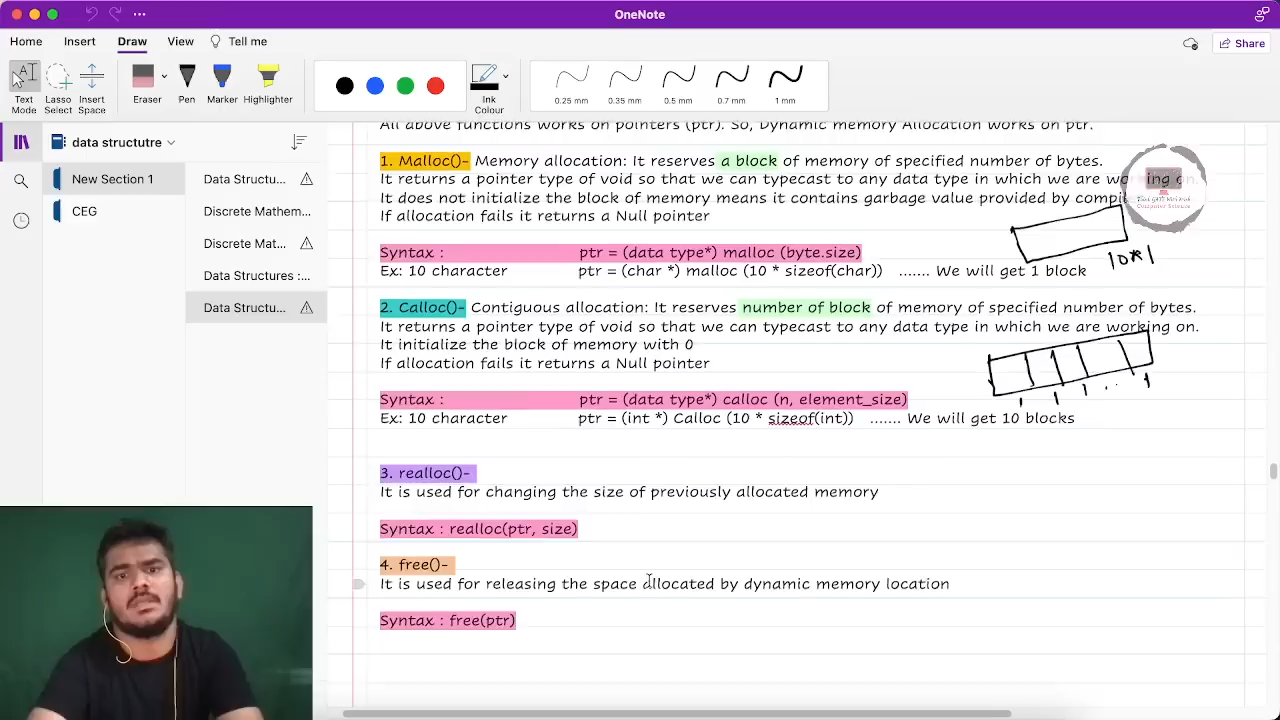 OneNote
Home Insert Draw View Tell me
Share
Text Mode
Lasso Select
Insert Space
Eraser
Pen
Marker
Highlighter
Ink Colour
0.25 mm 0.35 mm 0.5 mm 0.7 mm 1 mm
data structutre
New Section 1
CEG
Data Structu...
Discrete Mathem...
Discrete Mat...
Data Structures :...
Data Structu...
All above functions works on pointers (ptr). So, Dynamic memory Allocation works on ptr.
1. Malloc()- Memory allocation: It reserves a block of memory of specified number of bytes.
It returns a pointer type of void so that we can typecast to any data type in which we are working on.
It does not initialize the block of memory means it contains garbage value provided by compi
If allocation fails it returns a Null pointer
Syntax : ptr = (data type*) malloc (byte.size)
Ex: 10 character ptr = (char *) malloc (10 * sizeof(char)) ....... We will get 1 block
10*1
2. Calloc()- Contiguous allocation: It reserves number of block of memory of specified number of bytes.
It returns a pointer type of void so that we can typecast to any data type in which we are working on.
It initialize the block of memory with 0
If allocation fails it returns a Null pointer
1 1 1 .. 1
Syntax : ptr = (data type*) calloc (n, element_size)
Ex: 10 character ptr = (int *) Calloc (10 * sizeof(int)) ....... We will get 10 blocks
3. realloc()-
It is used for changing the size of previously allocated memory
Syntax : realloc(ptr, size)
4. free()-
It is used for releasing the space allocated by dynamic memory location
Syntax : free(ptr)